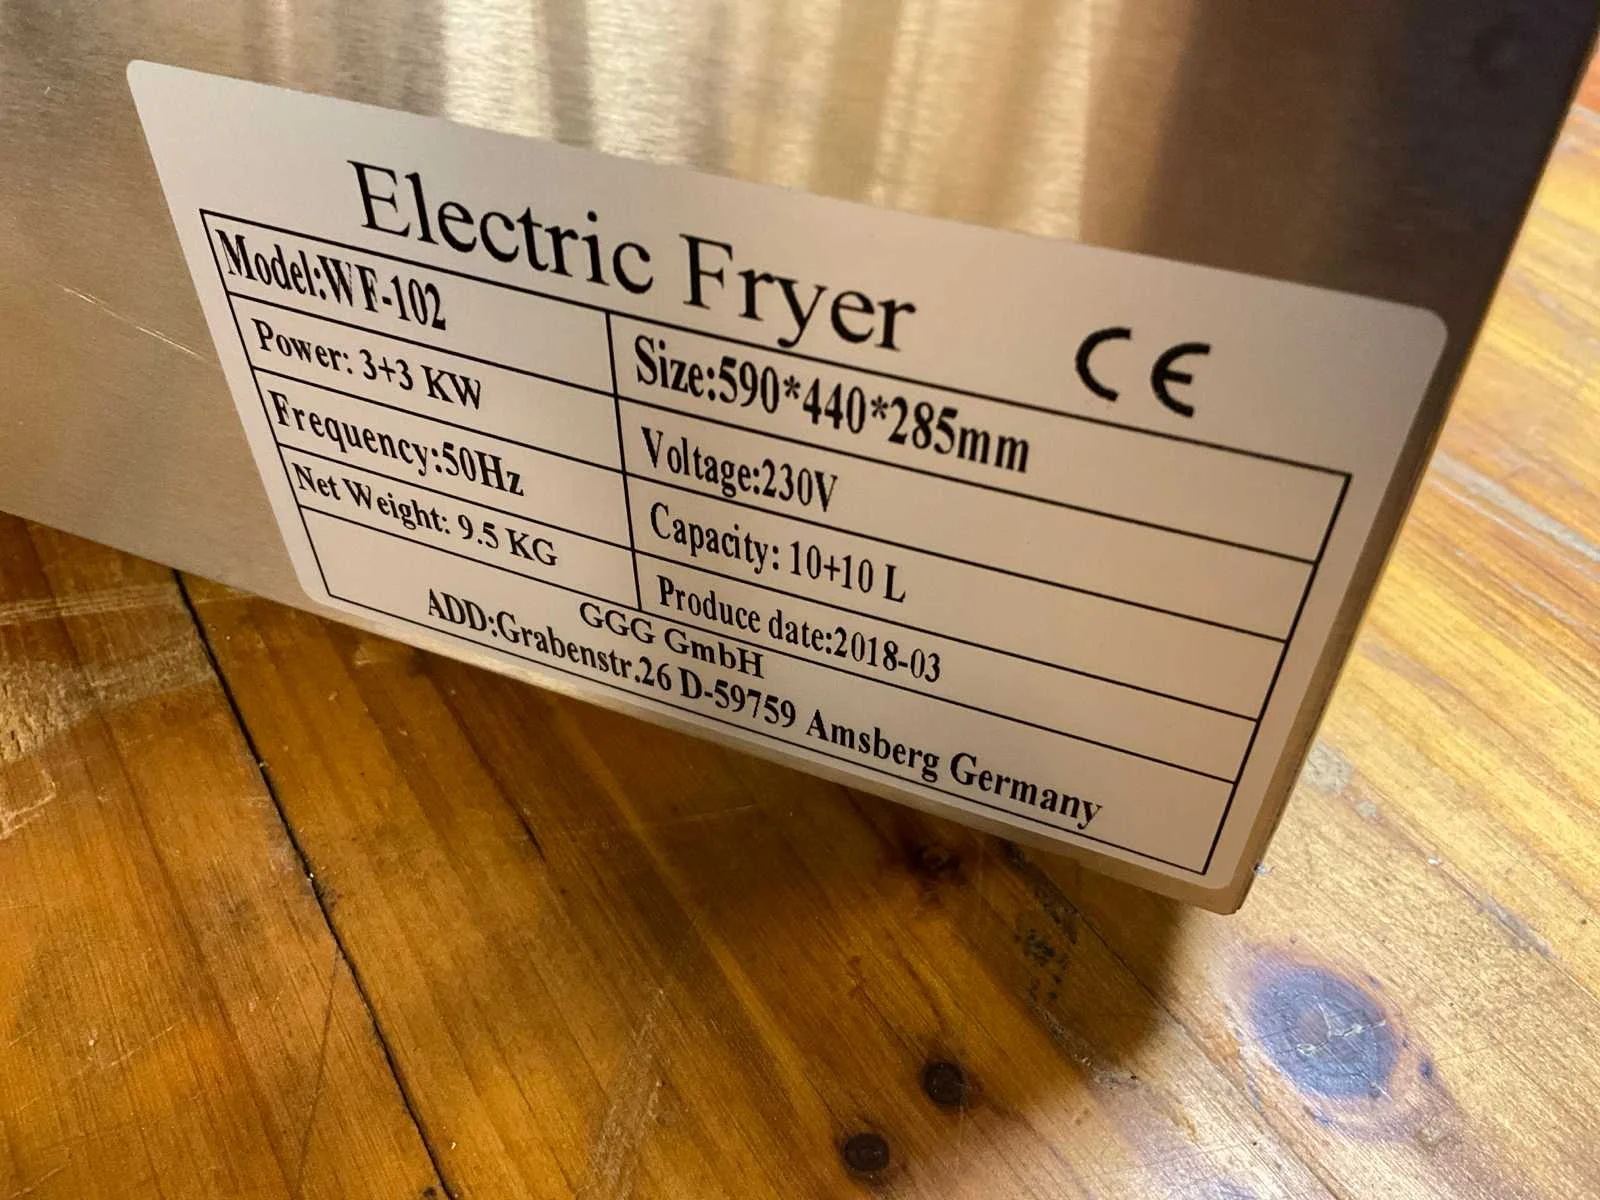 Electric Fryer CE
Model:WF-102
Size:590*440*285mm
Power: 3+3 KW
Voltage:230V
Frequency:50Hz
Capacity: 10+10 L
Net Weight: 9.5 KG
Produce date:2018-03
GGG GmbH
ADD:Grabenstr.26 D-59759 Amsberg Germany